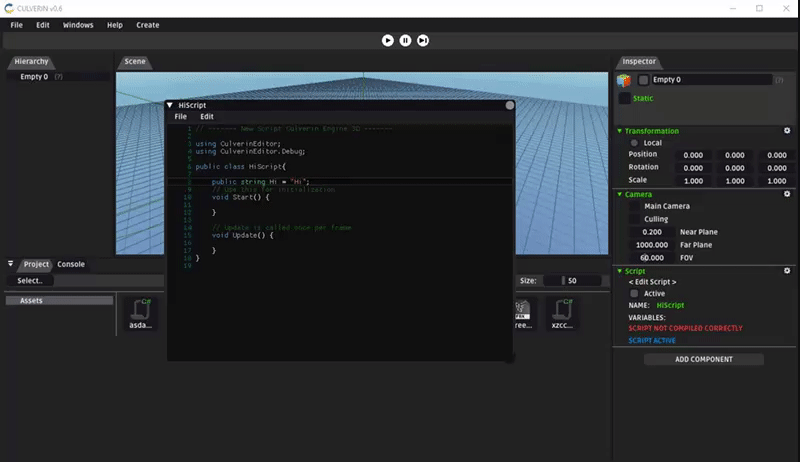 CULVERIN v0.6
File Edit Windows Help Create
Hierarchy
Empty 0 (?)
Scene
HiScript
File Edit
1 // ------- New Script Culverin Engine 3D -------
2
3 using CulverinEditor;
4 using CulverinEditor.Debug;
5
6 public class HiScript{
7
8 public string Hi = "Hi";
9 // Use this for initialization
10 void Start() {
11
12 }
13
14 // Update is called once per frame
15 void Update() {
16
17 }
18 }
19
Project Console
Select..
Size: 50
Assets
C#
asda...
ree...
C#
xzcc...
Inspector
Empty 0 (?)
Static
Transformation
Local
Position 0.000 0.000 0.000
Rotation 0.000 0.000 0.000
Scale 1.000 1.000 1.000
Camera
Main Camera
Culling
0.200 Near Plane
1000.000 Far Plane
60.000 FOV
Script
< Edit Script >
Active
NAME: HiScript
VARIABLES:
SCRIPT NOT COMPILED CORRECTLY
SCRIPT ACTIVE
ADD COMPONENT